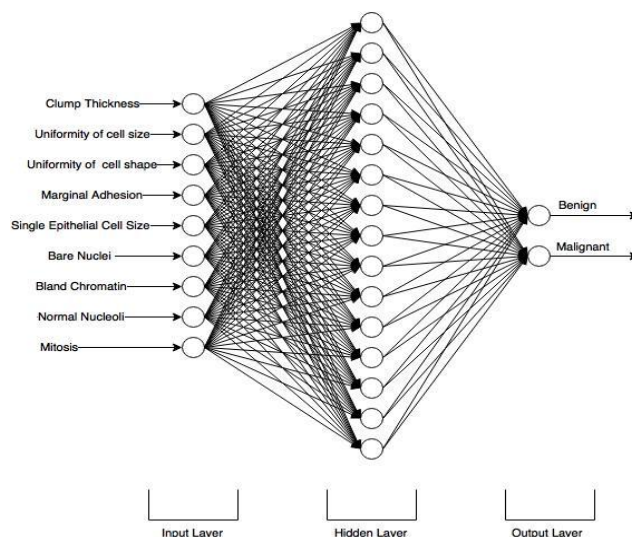 Clump Thickness
Uniformity of cell size
Uniformity of cell shape
Marginal Adhesion
Single Epithelial Cell Size
Bare Nuclei
Bland Chromatin
Normal Nucleoli
Mitosis
Benign
Malignant
Input Layer
Hidden Layer
Output Layer